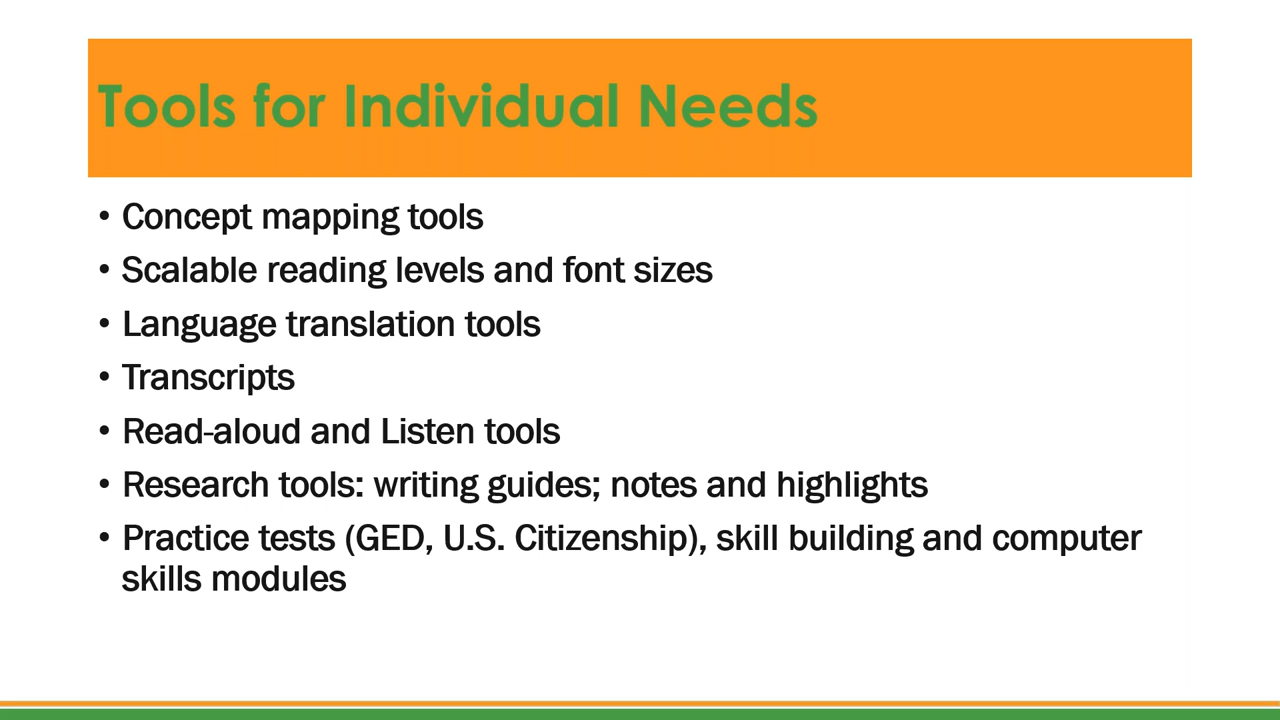 Tools for Individual Needs
• Concept mapping tools
• Scalable reading levels and font sizes
• Language translation tools
• Transcripts
• Read-aloud and Listen tools
• Research tools: writing guides; notes and highlights
• Practice tests (GED, U.S. Citizenship), skill building and computer
skills modules